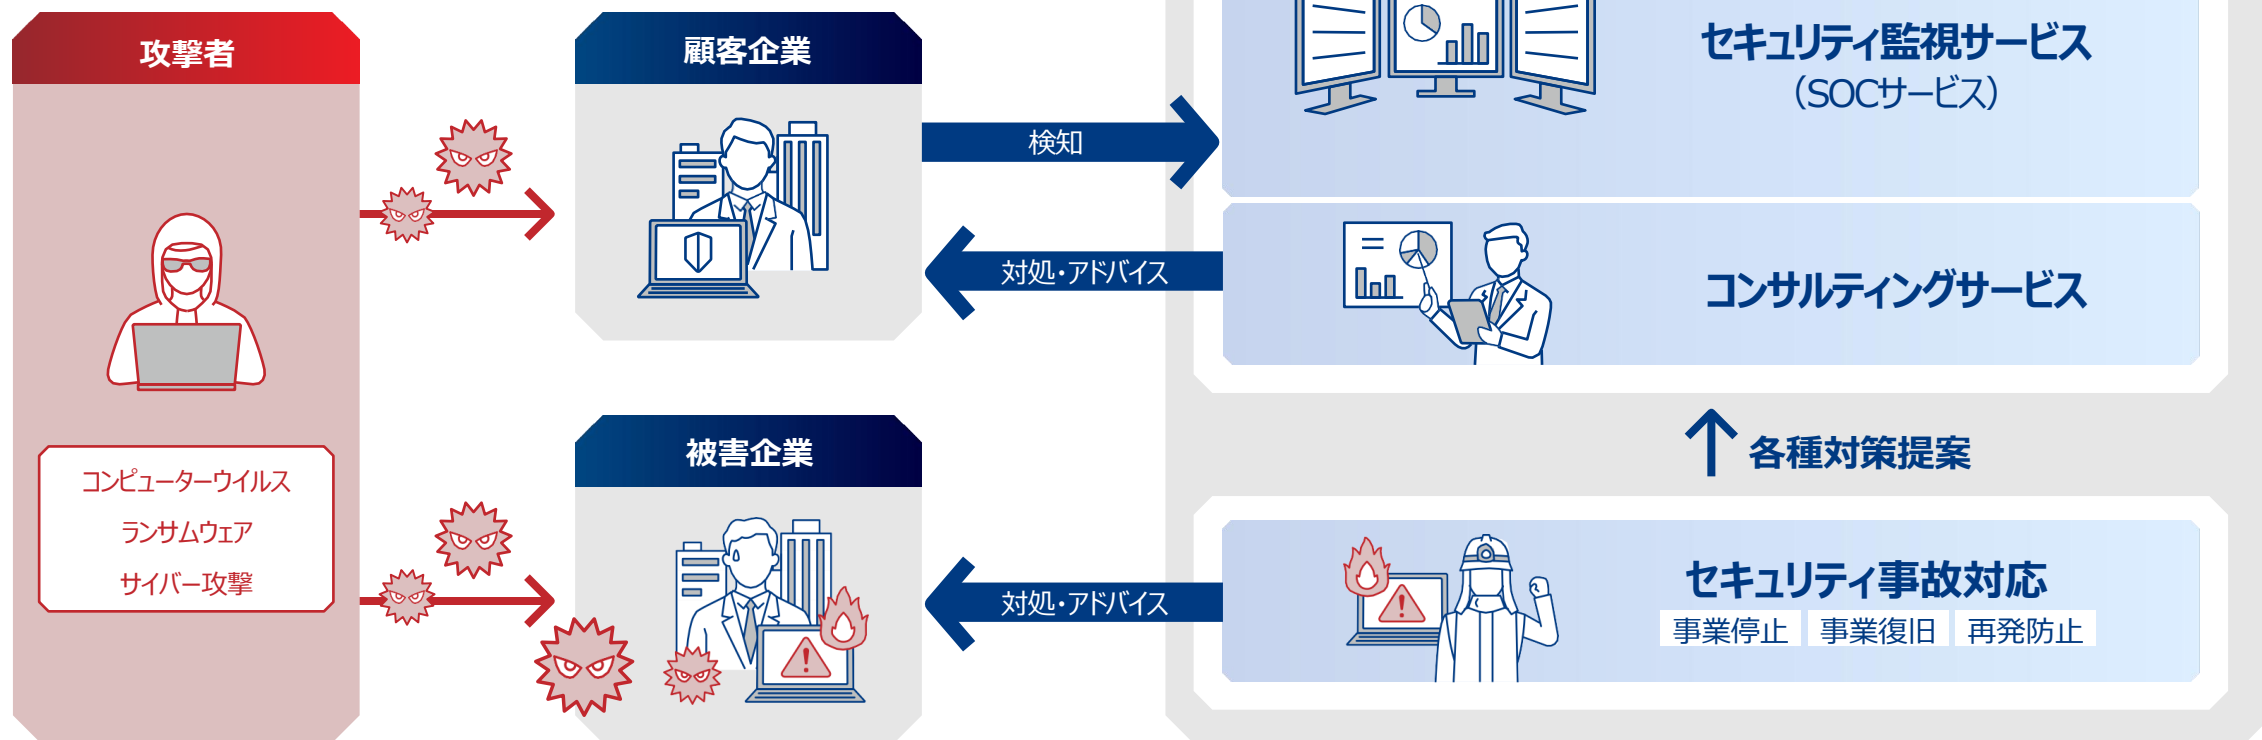 攻撃者
コンピューターウイルス
ランサムウェア
サイバー攻撃
顧客企業
被害企業
検知
対処・アドバイス
対処・アドバイス
セキュリティ監視サービス
（SOCサービス）
コンサルティングサービス
各種対策提案
セキュリティ事故対応
事業停止 事業復旧 再発防止